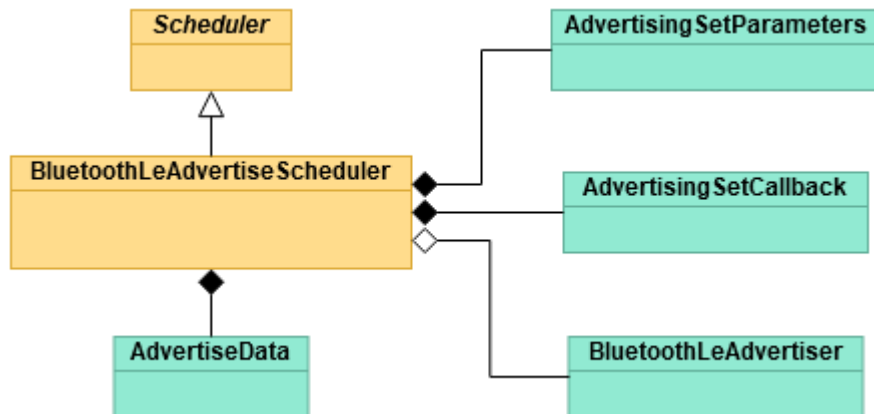 Scheduler
AdvertisingSetParameters
BluetoothLeAdvertiseScheduler
AdvertisingSetCallback
AdvertiseData
BluetoothLeAdvertiser